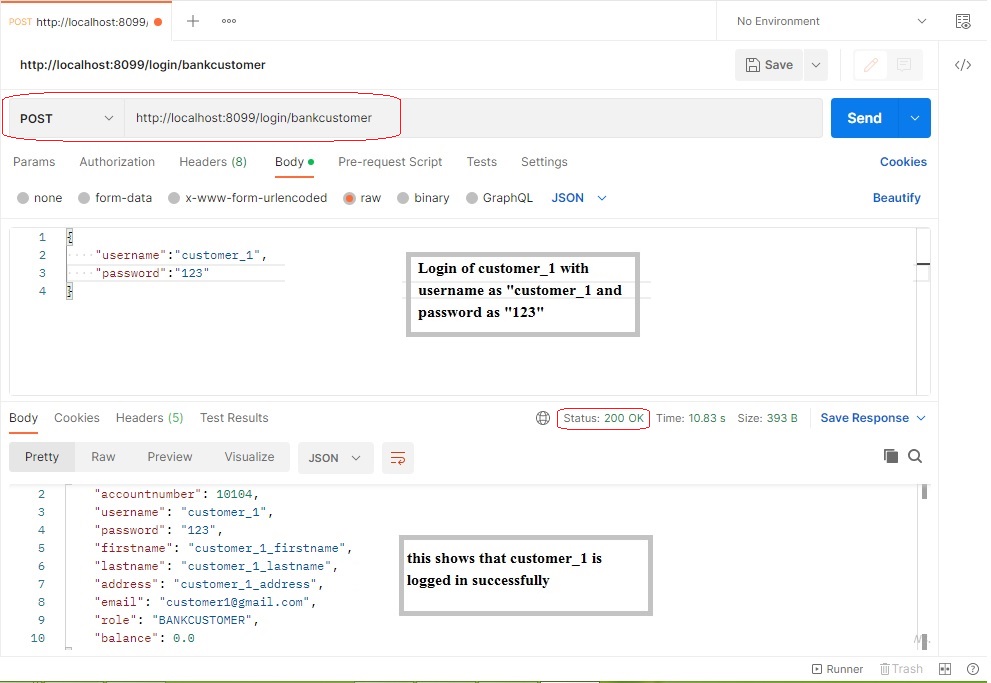 POST http://localhost:8099/
No Environment
http://localhost:8099/login/bankcustomer
Save
</>
POST http://localhost:8099/login/bankcustomer
Send
Params Authorization Headers (8) Body Pre-request Script Tests Settings Cookies
none form-data x-www-form-urlencoded raw binary GraphQL JSON Beautify
1 {
2 "username":"customer_1",
3 "password":"123"
4 }
Login of customer_1 with
username as "customer_1 and
password as "123"
Body Cookies Headers (5) Test Results Status: 200 OK Time: 10.83 s Size: 393 B Save Response
Pretty Raw Preview Visualize JSON
2 "accountnumber": 10104,
3 "username": "customer_1",
4 "password": "123",
5 "firstname": "customer_1_firstname",
6 "lastname": "customer_1_lastname",
7 "address": "customer_1_address",
8 "email": "customer1@gmail.com",
9 "role": "BANKCUSTOMER",
10 "balance": 0.0
this shows that customer_1 is
logged in successfully
Runner Trash